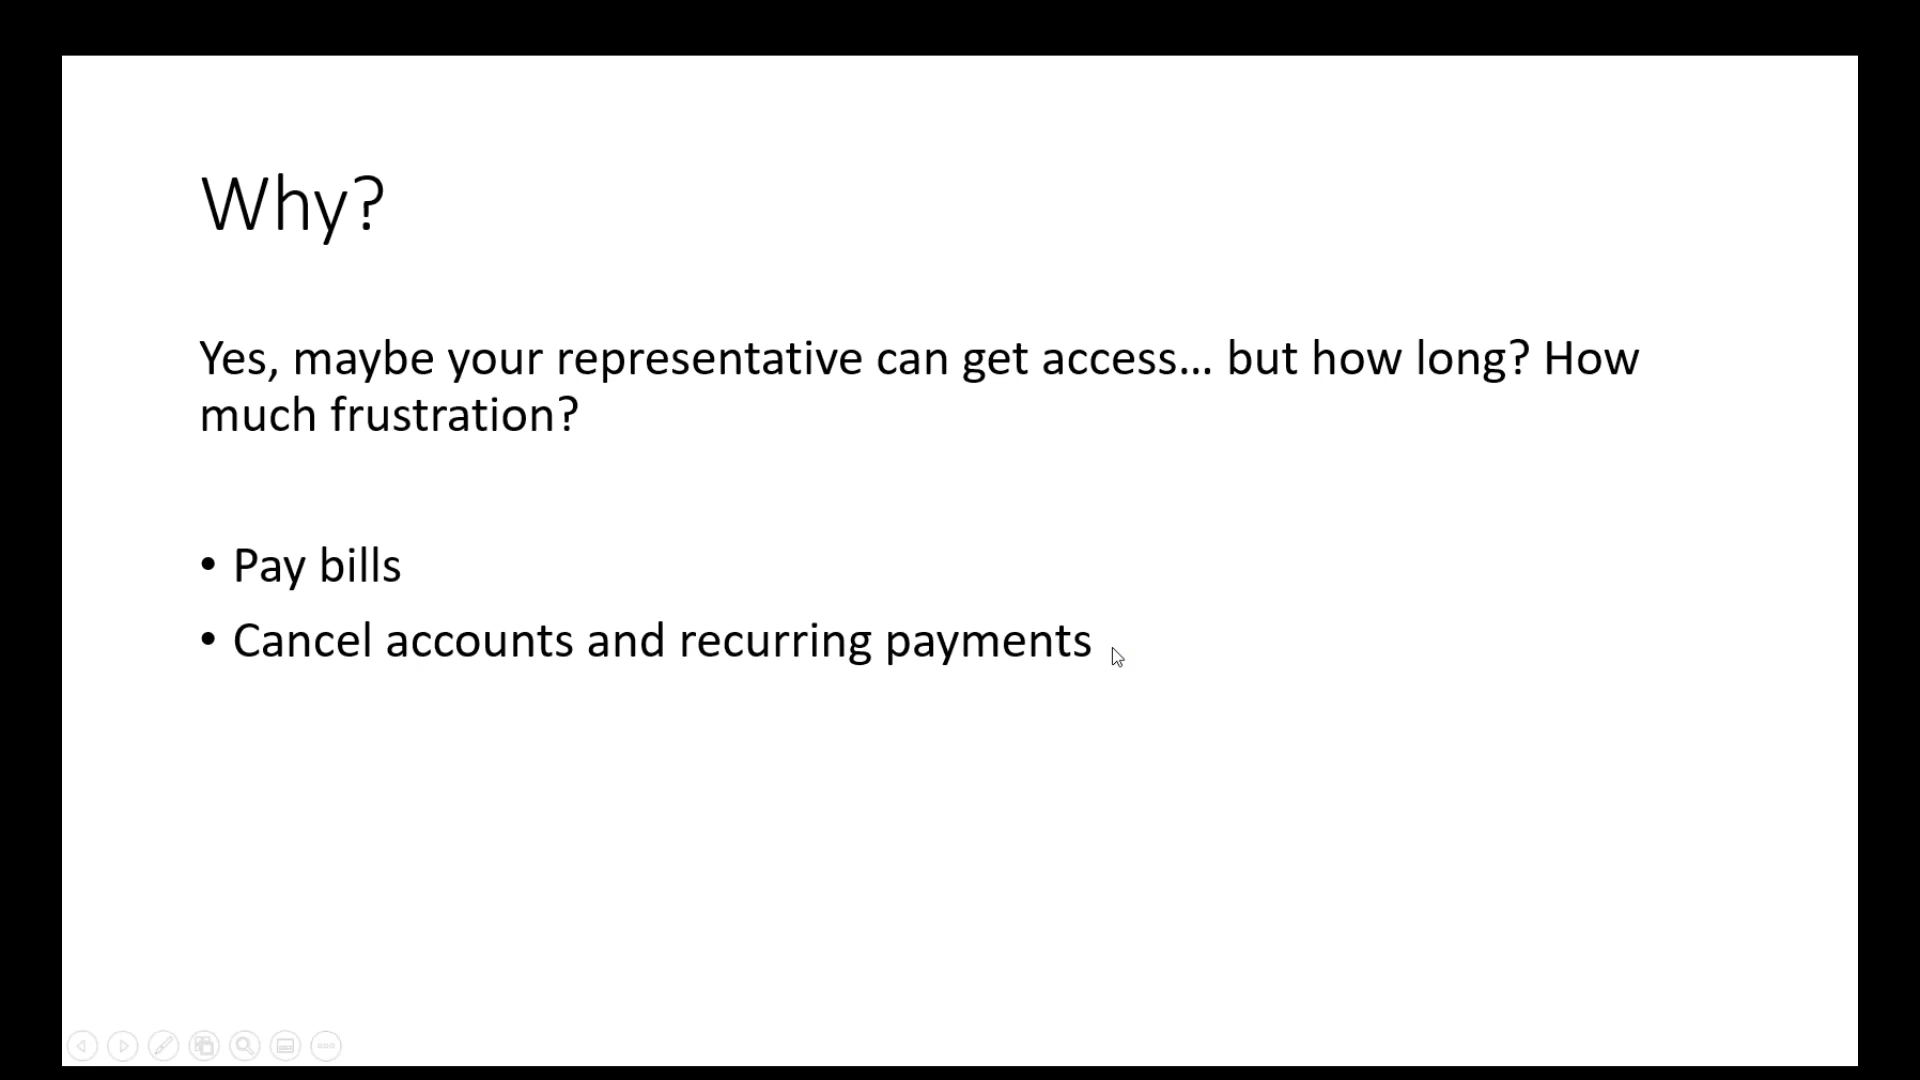 Why?
Yes, maybe your representative can get access... but how long? How
much frustration?
• Pay bills
• Cancel accounts and recurring payments